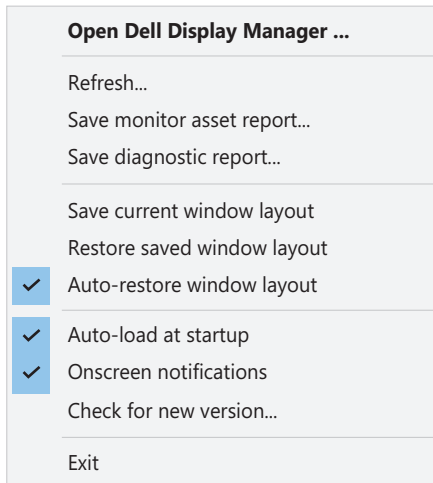 Open Dell Display Manager ...
Refresh...
Save monitor asset report...
Save diagnostic report...
Save current window layout
Restore saved window layout
Auto-restore window layout
Auto-load at startup
Onscreen notifications
Check for new version...
Exit